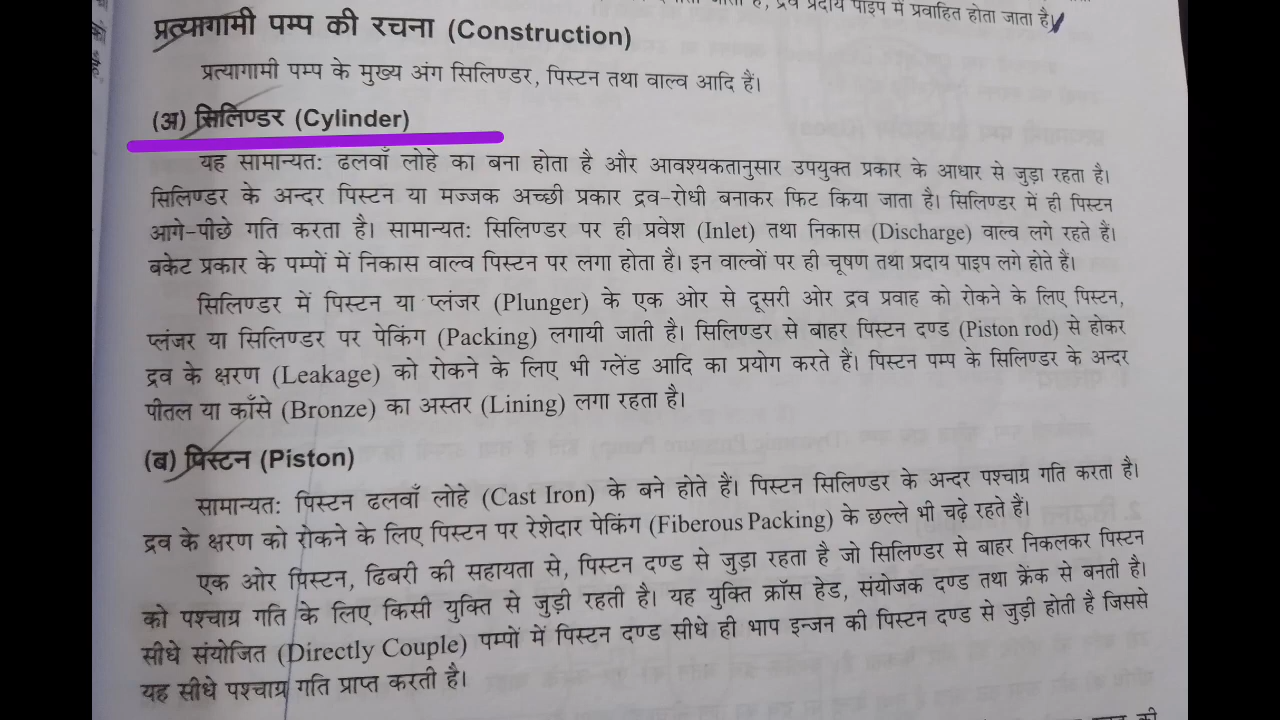 द्रव प्रदाय पाइप में प्रवाहित होता जाता है।
प्रत्यागामी पम्प की रचना (Construction)
प्रत्यागामी पम्प के मुख्य अंग सिलिण्डर, पिस्टन तथा वाल्व आदि हैं।
(अ) सिलिण्डर (Cylinder)
यह सामान्यत: ढलवाँ लोहे का बना होता है और आवश्यकतानुसार उपयुक्त प्रकार के आधार से जुड़ा रहता है।
सिलिण्डर के अन्दर पिस्टन या मज्जक अच्छी प्रकार द्रव-रोधी बनाकर फिट किया जाता है। सिलिण्डर में ही पिस्टन
आगे-पीछे गति करता है। सामान्यत: सिलिण्डर पर ही प्रवेश (Inlet) तथा निकास (Discharge) वाल्व लगे रहते हैं।
बकेट प्रकार के पम्पों में निकास वाल्व पिस्टन पर लगा होता है। इन वाल्वों पर ही चूषण तथा प्रदाय पाइप लगे होते हैं।
सिलिण्डर में पिस्टन या प्लंजर (Plunger) के एक ओर से दूसरी ओर द्रव प्रवाह को रोकने के लिए पिस्टन,
प्लंजर या सिलिण्डर पर पेकिंग (Packing) लगायी जाती है। सिलिण्डर से बाहर पिस्टन दण्ड (Piston rod) से होकर
द्रव के क्षरण (Leakage) को रोकने के लिए भी ग्लेंड आदि का प्रयोग करते हैं। पिस्टन पम्प के सिलिण्डर के अन्दर
पीतल या काँसे (Bronze) का अस्तर (Lining) लगा रहता है।
(ब) पिस्टन (Piston)
सामान्यत: पिस्टन ढलवाँ लोहे (Cast Iron) के बने होते हैं। पिस्टन सिलिण्डर के अन्दर पश्चाग्र गति करता है।
द्रव के क्षरण को रोकने के लिए पिस्टन पर रेशेदार पेकिंग (Fiberous Packing) के छल्ले भी चढ़े रहते हैं।
एक ओर पिस्टन, ढिबरी की सहायता से, पिस्टन दण्ड से जुड़ा रहता है जो सिलिण्डर से बाहर निकलकर पिस्टन
को पश्चाग्र गति के लिए किसी युक्ति से जुड़ी रहती है। यह युक्ति क्रॉस हेड, संयोजक दण्ड तथा क्रेंक से बनती है।
सीधे संयोजित (Directly Couple) पम्पों में पिस्टन दण्ड सीधे ही भाप इन्जन की पिस्टन दण्ड से जुड़ी होती है जिससे
यह सीधे पश्चाग्र गति प्राप्त करती है।